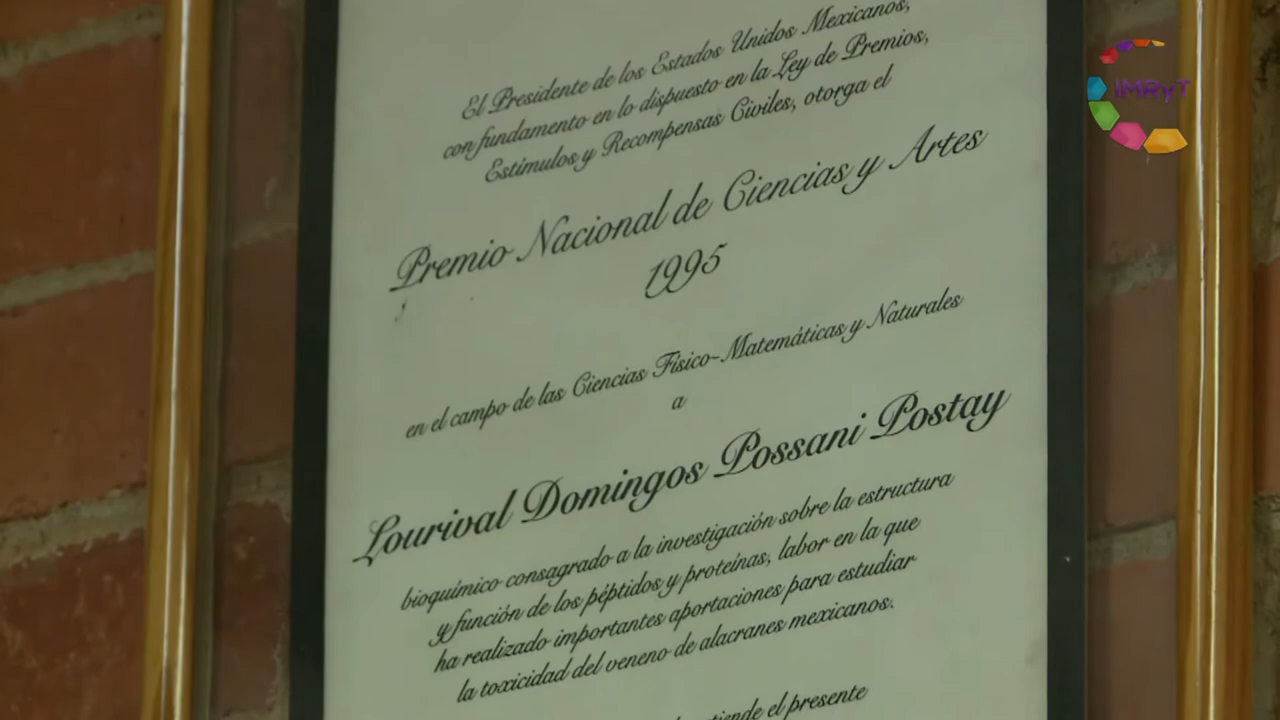 El Presidente de los Estados Unidos Mexicanos,
con fundamento en lo dispuesto en la Ley de Premios,
Estímulos y Recompensas Civiles, otorga el
Premio Nacional de Ciencias y Artes
1995
en el campo de las Ciencias Físico-Matemáticas y Naturales
a
Lourival Domingos Possani Postay
bioquímico consagrado a la investigación sobre la estructura
y función de los péptidos y proteínas, labor en la que
ha realizado importantes aportaciones para estudiar
la toxicidad del veneno de alacranes mexicanos.
el presente
IMRyT